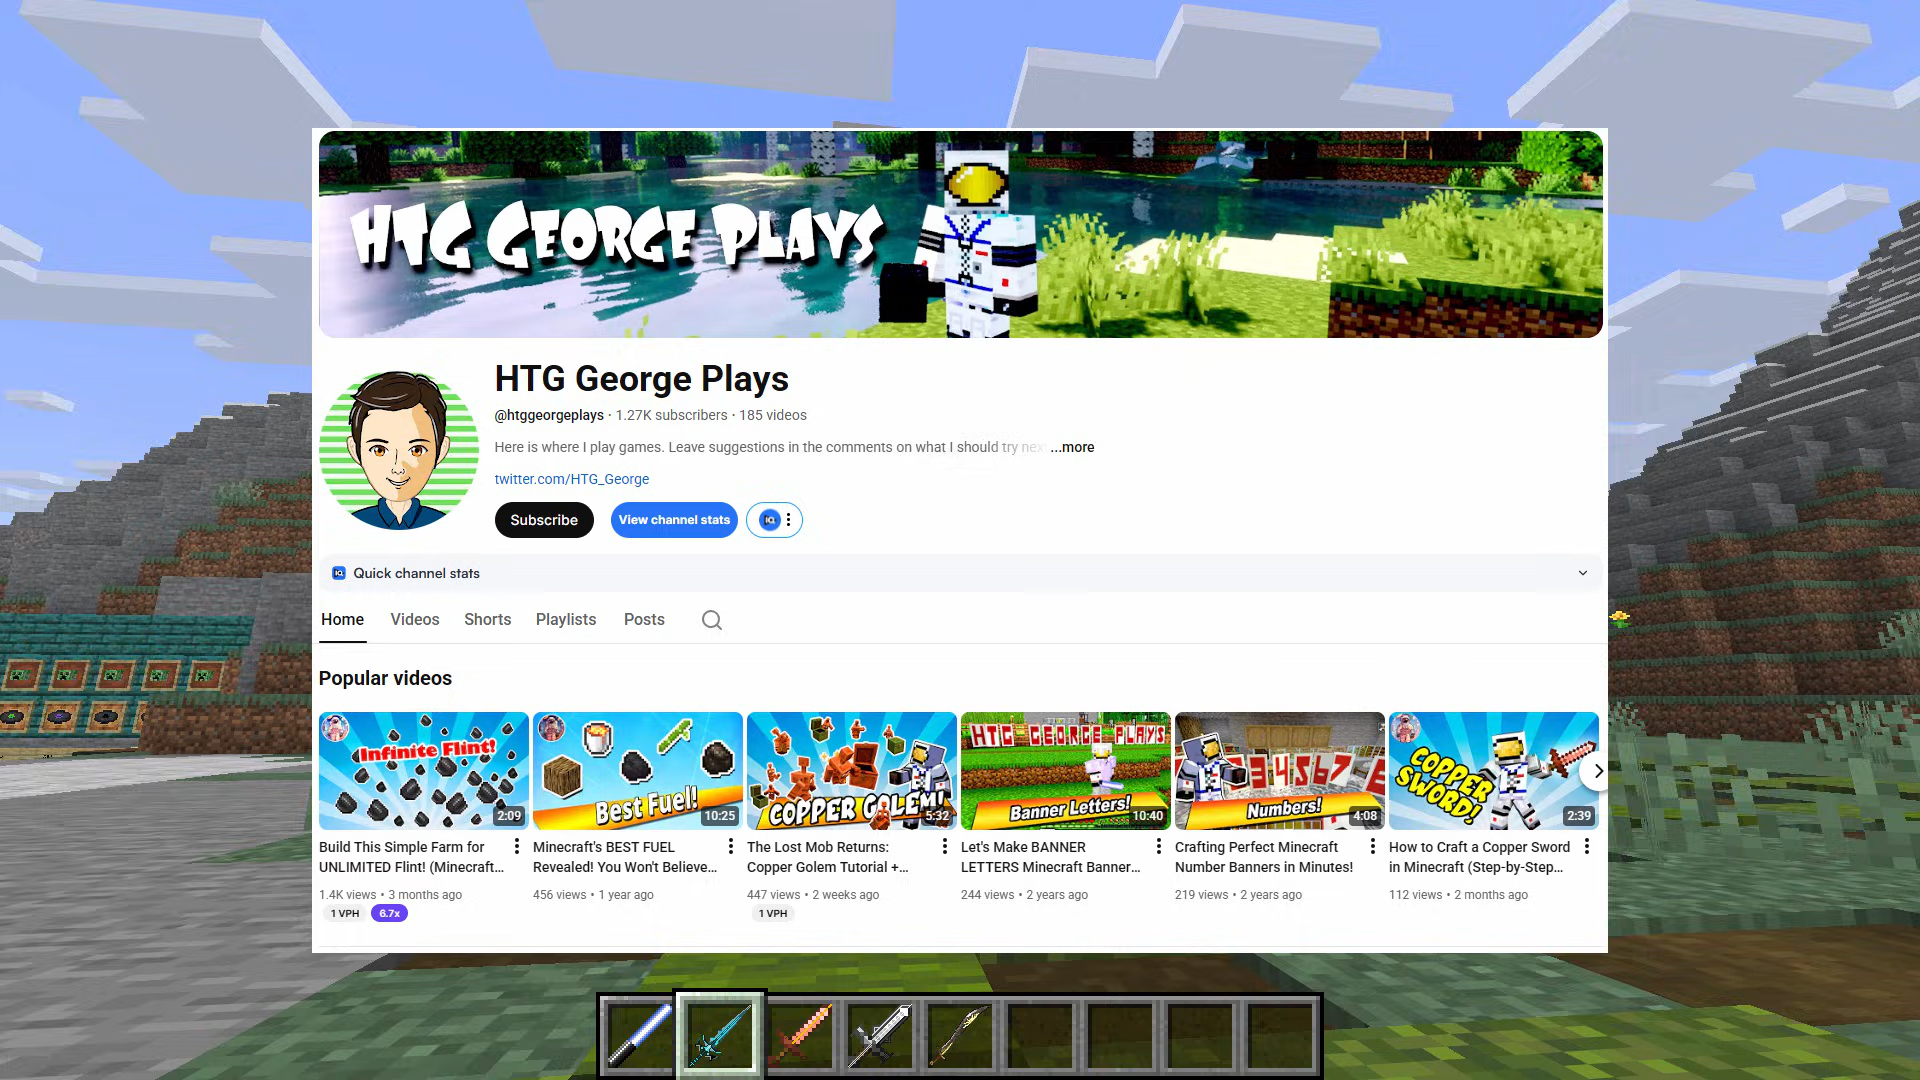 HTG GEORGE PLAYS
HTG George Plays
@htggeorgeplays · 1.27K subscribers · 185 videos
Here is where I play games. Leave suggestions in the comments on what I should try nex ...more
twitter.com/HTG_George
Subscribe
View channel stats
IQ
IQ Quick channel stats
Home Videos Shorts Playlists Posts
Popular videos
Infinite Flint!
2:09
Best Fuel!
10:25
COPPER GOLEM!
5:32
HTG GEORGE PLAYS
Banner Letters!
10:40
34567
Numbers!
4:08
COPPER
SWORD!
2:39
Build This Simple Farm for
UNLIMITED Flint! (Minecraft...
1.4K views • 3 months ago
1 VPH 6.7x
Minecraft's BEST FUEL
Revealed! You Won't Believe...
456 views • 1 year ago
The Lost Mob Returns:
Copper Golem Tutorial +...
447 views • 2 weeks ago
1 VPH
Let's Make BANNER
LETTERS Minecraft Banner...
244 views • 2 years ago
Crafting Perfect Minecraft
Number Banners in Minutes!
219 views • 2 years ago
How to Craft a Copper Sword
in Minecraft (Step-by-Step...
112 views • 2 months ago